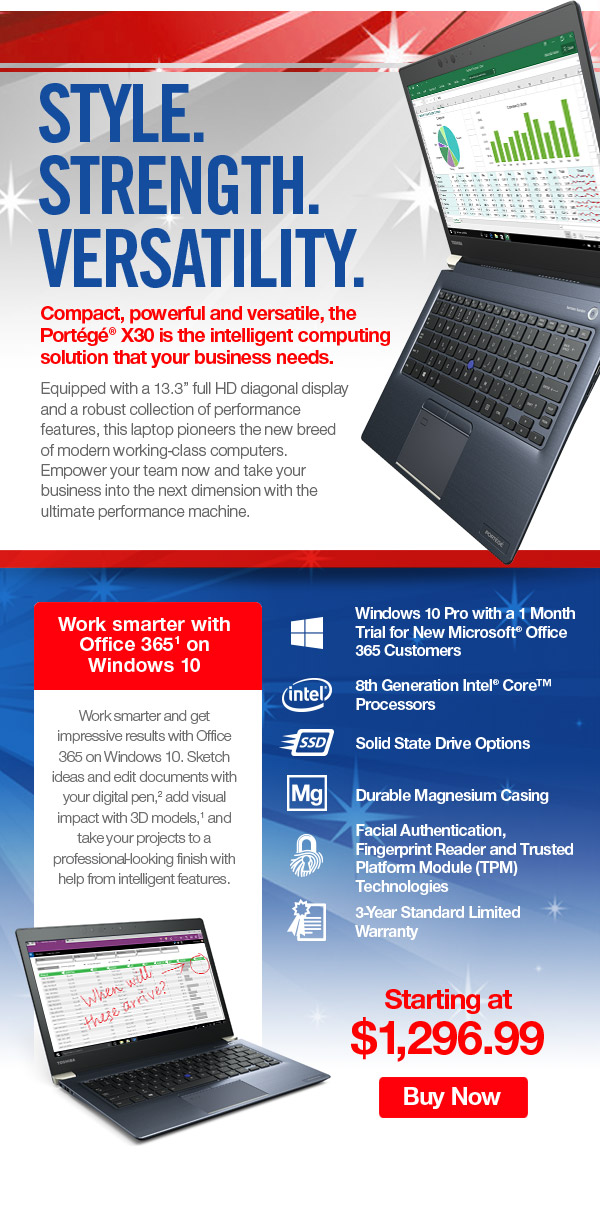 STYLE.
STRENGTH.
VERSATILITY.
Compact, powerful and versatile, the
Portégé® X30 is the intelligent computing
solution that your business needs.
Equipped with a 13.3” full HD diagonal display
and a robust collection of performance
features, this laptop pioneers the new breed
of modern working-class computers.
Empower your team now and take your
business into the next dimension with the
ultimate performance machine.
TOSHIBA
PORTÉGÉ
Work smarter with
Office 365¹ on
Windows 10
Work smarter and get
impressive results with Office
365 on Windows 10. Sketch
ideas and edit documents with
your digital pen,² add visual
impact with 3D models,¹ and
take your projects to a
professional-looking finish with
help from intelligent features.
When will
these arrive?
TOSHIBA
Windows 10 Pro with a 1 Month
Trial for New Microsoft® Office
365 Customers
intel®
8th Generation Intel® Core™
Processors
SSD
Solid State Drive Options
Mg
Durable Magnesium Casing
Facial Authentication,
Fingerprint Reader and Trusted
Platform Module (TPM)
Technologies
3-Year Standard Limited
Warranty
Starting at
$1,296.99
Buy Now